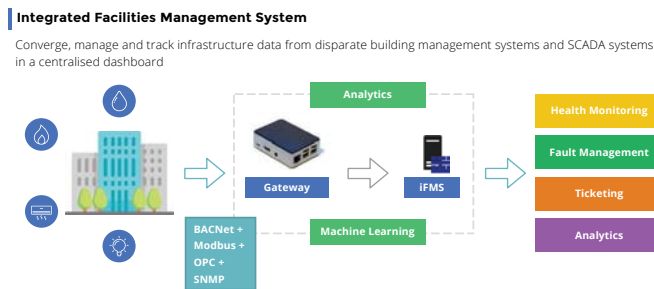 Integrated Facilities Management System
Converge, manage and track infrastructure data from disparate building management systems and SCADA systems
in a centralised dashboard
Analytics
Gateway
iFMS
Machine Learning
BACNet +
Modbus +
OPC +
SNMP
Health Monitoring
Fault Management
Ticketing
Analytics